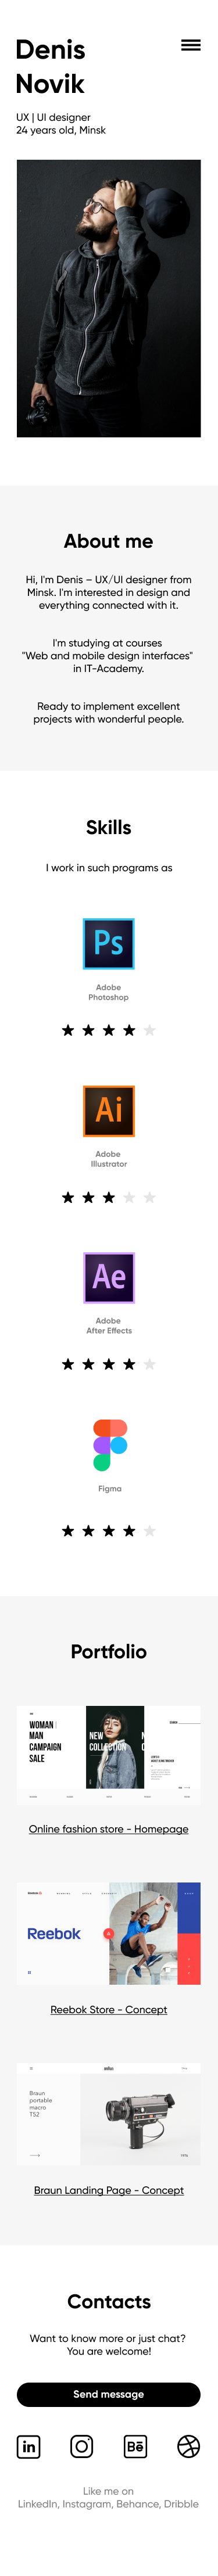 Denis
Novik
UX | UI designer
24 years old, Minsk
About me
Hi, I'm Denis – UX/UI designer from
Minsk. I'm interested in design and
everything connected with it.
I'm studying at courses
"Web and mobile design interfaces"
in IT-Academy.
Ready to implement excellent
projects with wonderful people.
Skills
I work in such programs as
Ps
Adobe
Photoshop
Ai
Adobe
Illustrator
Ae
Adobe
After Effects
Figma
Portfolio
WOMAN
MAN
CAMPAIGN
SALE
NEW
COLLECTION
Online fashion store - Homepage
Reebok
Reebok Store - Concept
Braun
portable
macro
T52
Braun Landing Page - Concept
Contacts
Want to know more or just chat?
You are welcome!
Send message
in
Bē
Like me on
LinkedIn, Instagram, Behance, Dribble